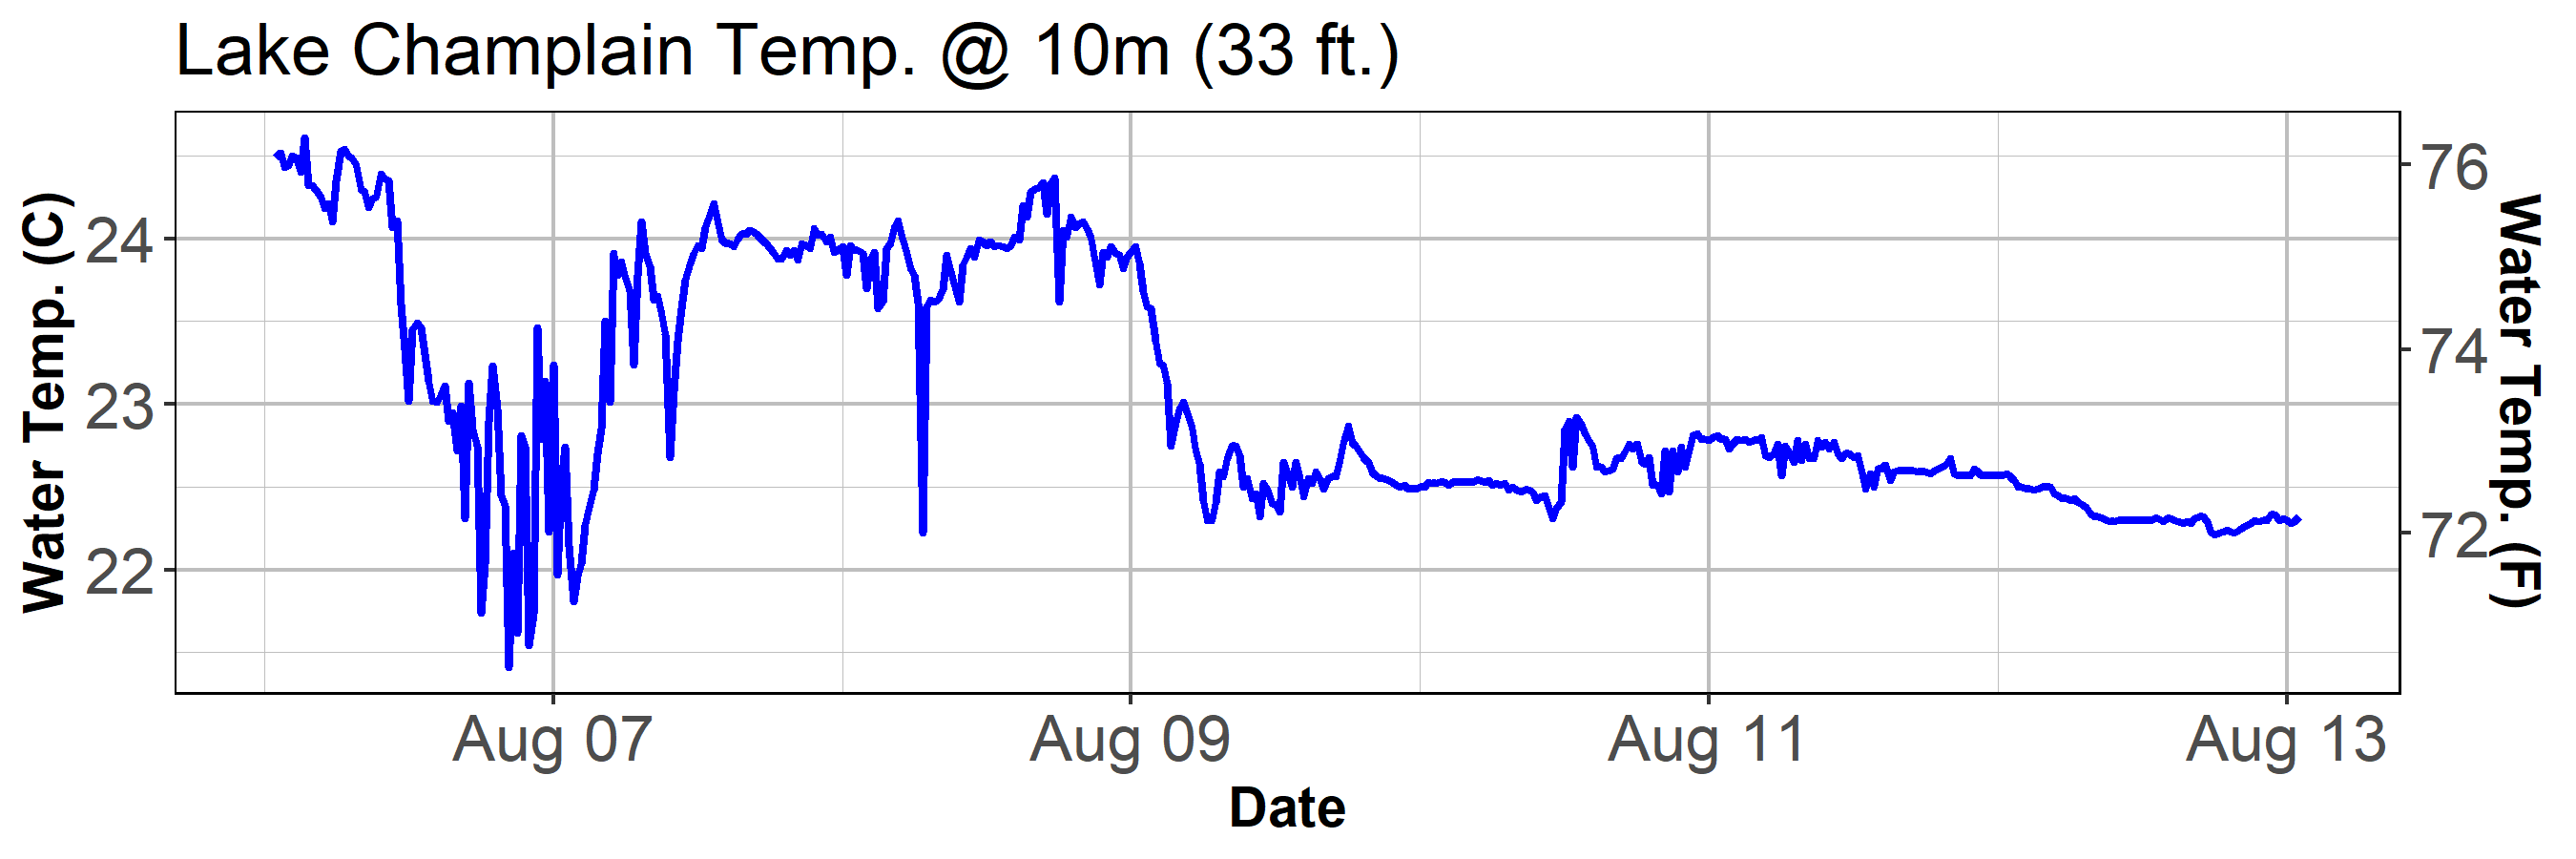 Lake Champlain Temp. @ 10m (33 ft.)
Water Temp. (C)
24
23
22
76
74
72
Water Temp. (F)
Aug 07 Aug 09 Aug 11 Aug 13
Date